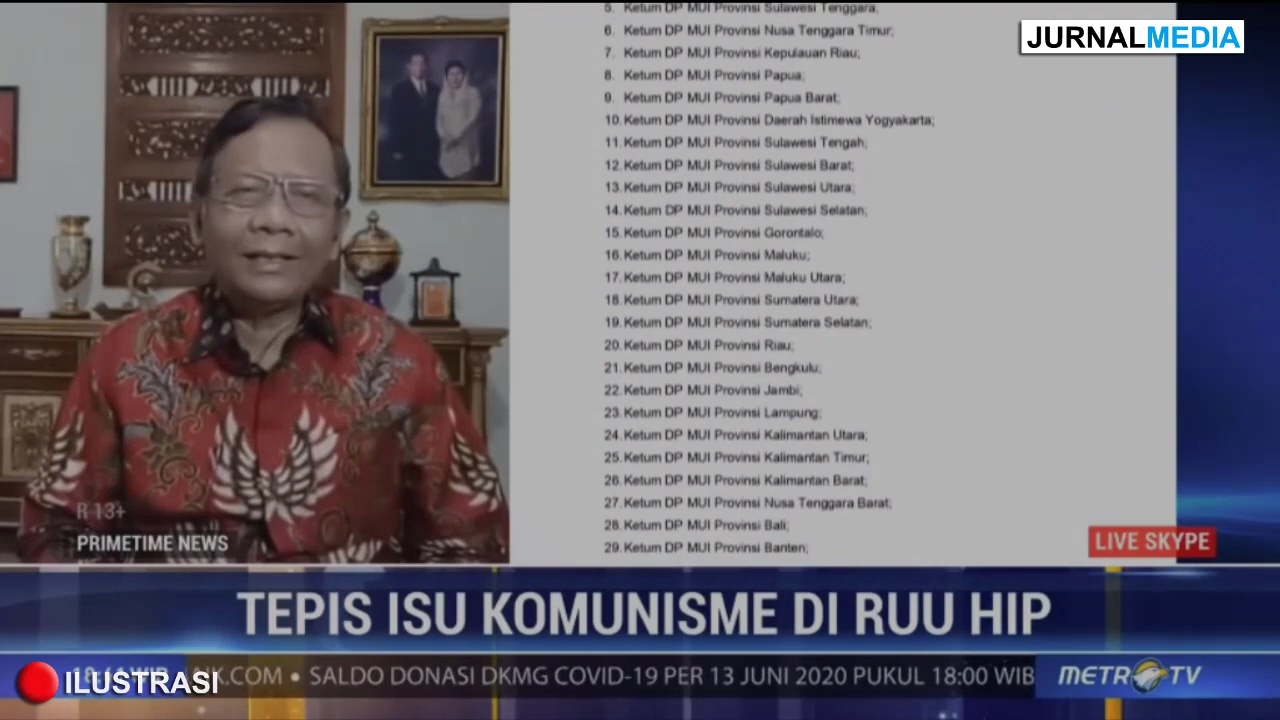 JURNALMEDIA
5. Ketum DP MUI Provinsi Sulawesi Tenggara;
6. Ketum DP MUI Provinsi Nusa Tenggara Timur;
7. Ketum DP MUI Provinsi Kepulauan Riau;
8. Ketum DP MUI Provinsi Papua;
9. Ketum DP MUI Provinsi Papua Barat;
10. Ketum DP MUI Provinsi Daerah Istimewa Yogyakarta;
11. Ketum DP MUI Provinsi Sulawesi Tengah;
12. Ketum DP MUI Provinsi Sulawesi Barat;
13. Ketum DP MUI Provinsi Sulawesi Utara;
14. Ketum DP MUI Provinsi Sulawesi Selatan;
15. Ketum DP MUI Provinsi Gorontalo;
16. Ketum DP MUI Provinsi Maluku;
17. Ketum DP MUI Provinsi Maluku Utara;
18. Ketum DP MUI Provinsi Sumatera Utara;
19. Ketum DP MUI Provinsi Sumatera Selatan;
20. Ketum DP MUI Provinsi Riau;
21. Ketum DP MUI Provinsi Bengkulu;
22. Ketum DP MUI Provinsi Jambi;
23. Ketum DP MUI Provinsi Lampung;
24. Ketum DP MUI Provinsi Kalimantan Utara;
25. Ketum DP MUI Provinsi Kalimantan Timur;
26. Ketum DP MUI Provinsi Kalimantan Barat;
27. Ketum DP MUI Provinsi Nusa Tenggara Barat;
28. Ketum DP MUI Provinsi Bali;
29. Ketum DP MUI Provinsi Banten;
R 13+
PRIMETIME NEWS
LIVE SKYPE
TEPIS ISU KOMUNISME DI RUU HIP
WIB
.COM • SALDO DONASI DKMG COVID-19 PER 13 JUNI 2020 PUKUL 18:00 WIB
METRO TV
ILUSTRASI